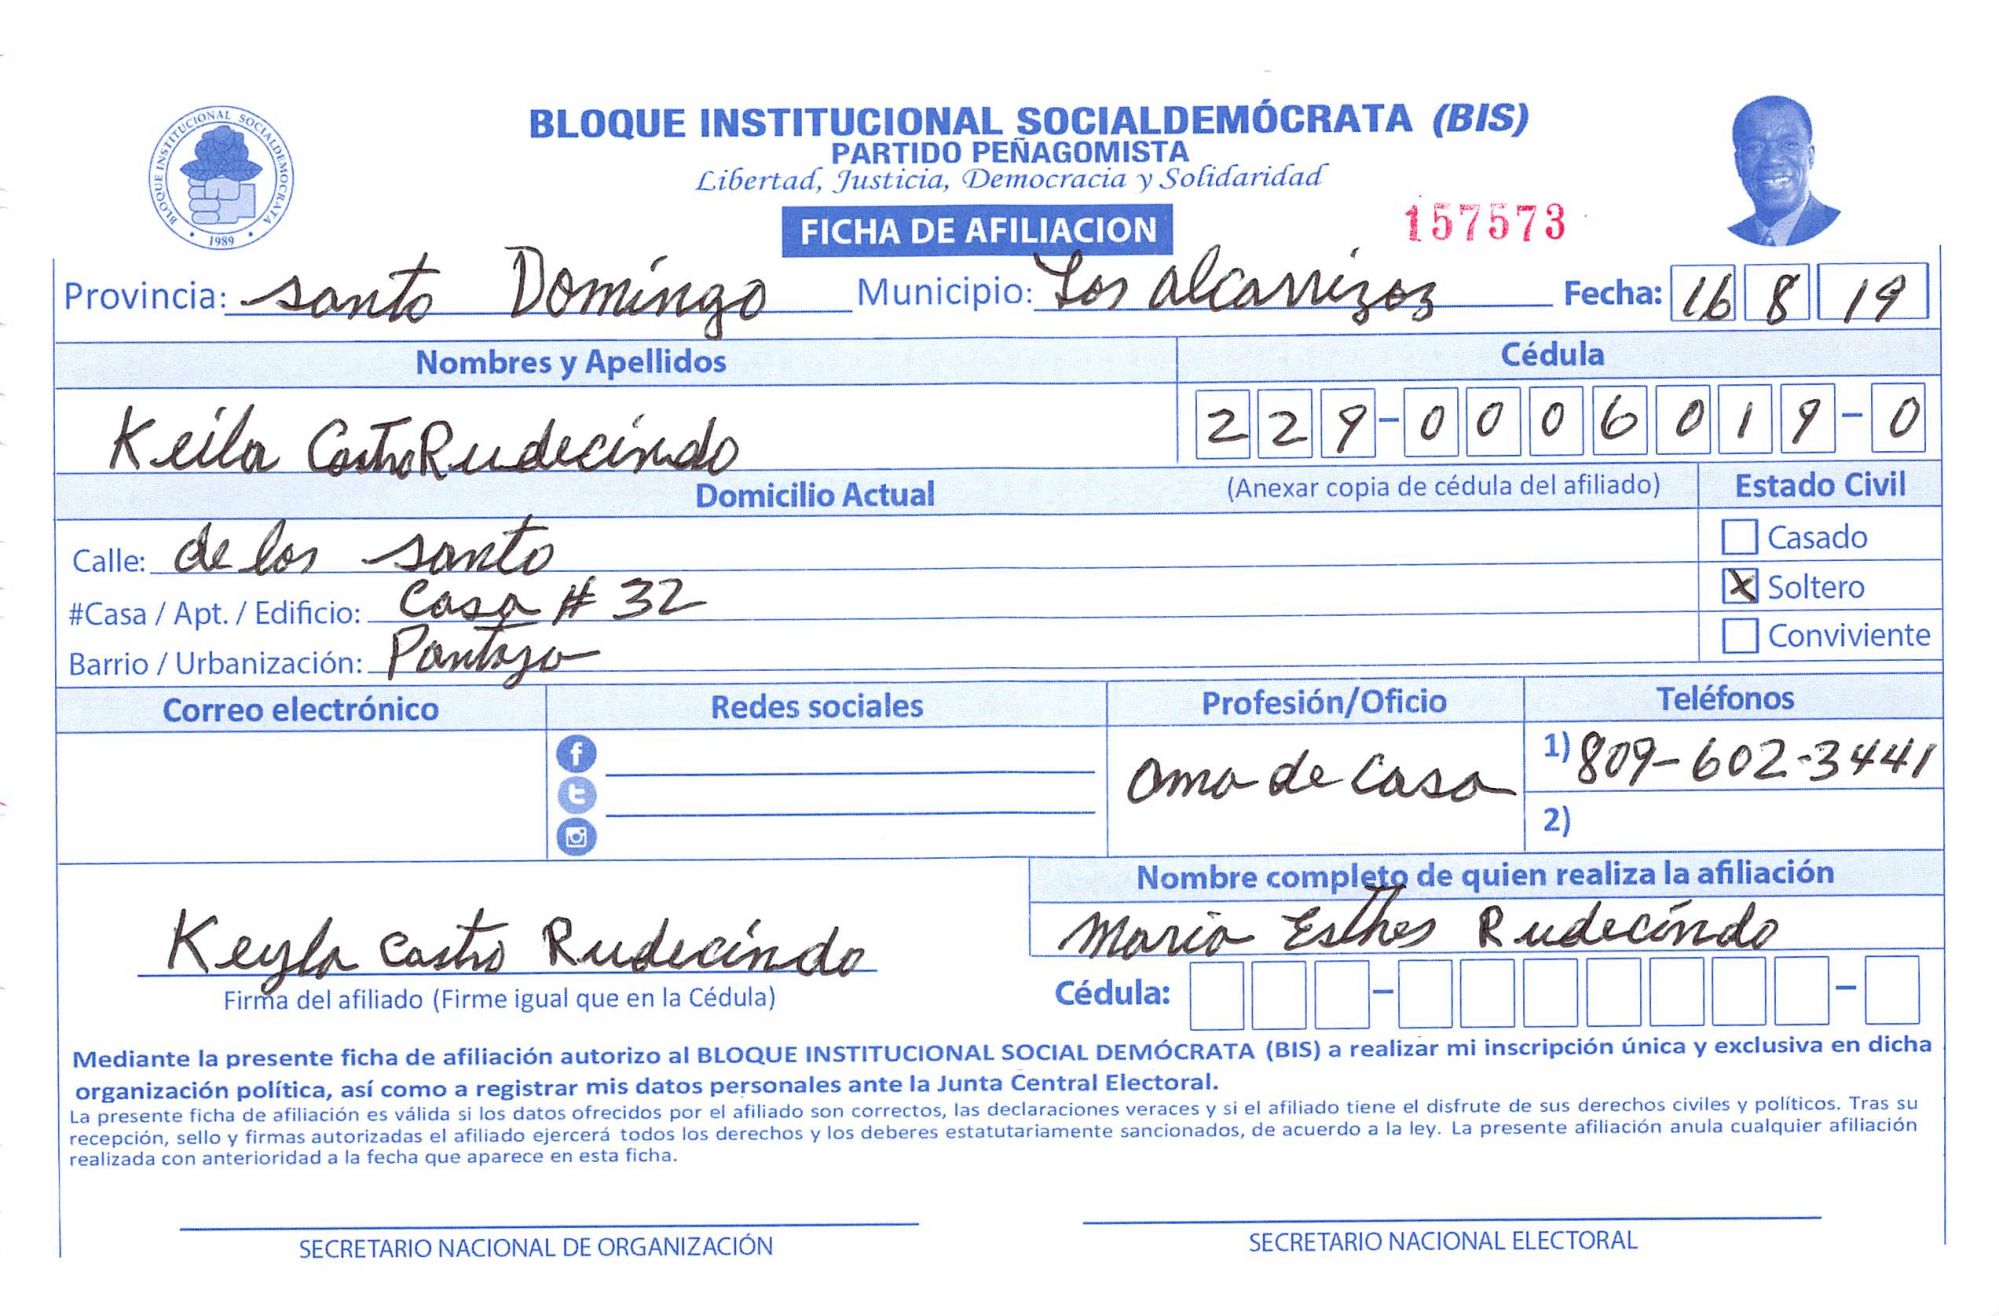 BLOQUE INSTITUCIONAL SOCIALDEMÓCRATA (BIS)
PARTIDO PEÑAGOMISTA
Libertad, Justicia, Democracia y Solidaridad
BLOQUE INSTITUCIONAL SOCIALDEMOCRATA
1989
FICHA DE AFILIACION 157573
Provincia: santo Domingo Municipio: Los alcarrizoz Fecha: 16 8 19
Nombres y Apellidos Cédula
Keila Castro Rudecindo 229-0006019-0
Domicilio Actual (Anexar copia de cédula del afiliado) Estado Civil
Calle: de los santo Casado
#Casa / Apt. / Edificio: Casa # 32 X Soltero
Barrio / Urbanización: Pantoja Conviviente
Correo electrónico Redes sociales Profesión/Oficio Teléfonos
ama de casa 1) 809-602-3441
2)
Nombre completo de quien realiza la afiliación
Keyla Castro Rudecindo Maria Esther Rudecindo
Firma del afiliado (Firme igual que en la Cédula) Cédula: - -
Mediante la presente ficha de afiliación autorizo al BLOQUE INSTITUCIONAL SOCIAL DEMÓCRATA (BIS) a realizar mi inscripción única y exclusiva en dicha
organización política, así como a registrar mis datos personales ante la Junta Central Electoral.
La presente ficha de afiliación es válida si los datos ofrecidos por el afiliado son correctos, las declaraciones veraces y si el afiliado tiene el disfrute de sus derechos civiles y políticos. Tras su
recepción, sello y firmas autorizadas el afiliado ejercerá todos los derechos y los deberes estatutariamente sancionados, de acuerdo a la ley. La presente afiliación anula cualquier afiliación
realizada con anterioridad a la fecha que aparece en esta ficha.
SECRETARIO NACIONAL DE ORGANIZACIÓN SECRETARIO NACIONAL ELECTORAL